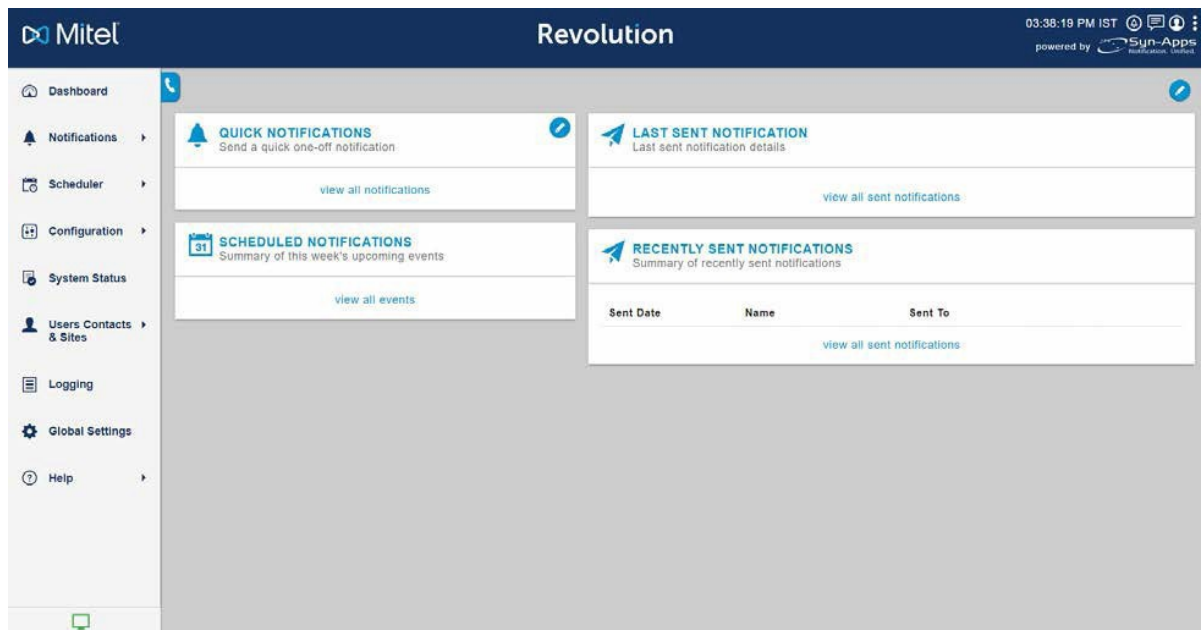 Mitel
Revolution
03:38:19 PM IST
powered by Syn-Apps
Notification. Unified.
Dashboard
Notifications
Scheduler
Configuration
System Status
Users Contacts
& Sites
Logging
Global Settings
Help
QUICK NOTIFICATIONS
Send a quick one-off notification
view all notifications
31
SCHEDULED NOTIFICATIONS
Summary of this week's upcoming events
view all events
LAST SENT NOTIFICATION
Last sent notification details
view all sent notifications
RECENTLY SENT NOTIFICATIONS
Summary of recently sent notifications
Sent Date Name Sent To
view all sent notifications